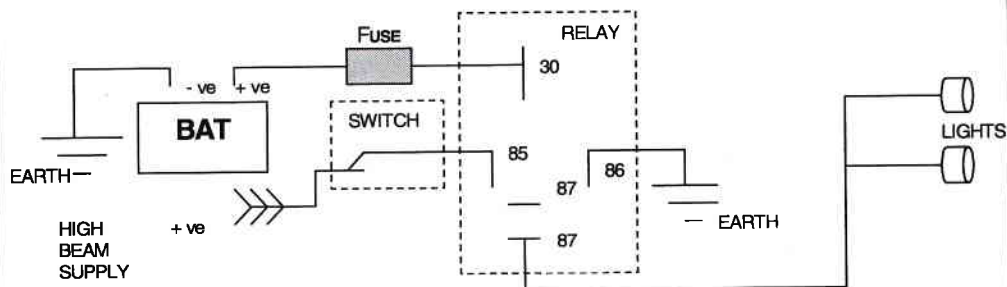 FUSE
RELAY
- ve + ve
30
BAT
SWITCH
LIGHTS
85
EARTH
86
87
+ ve
EARTH
HIGH
BEAM
SUPPLY
87